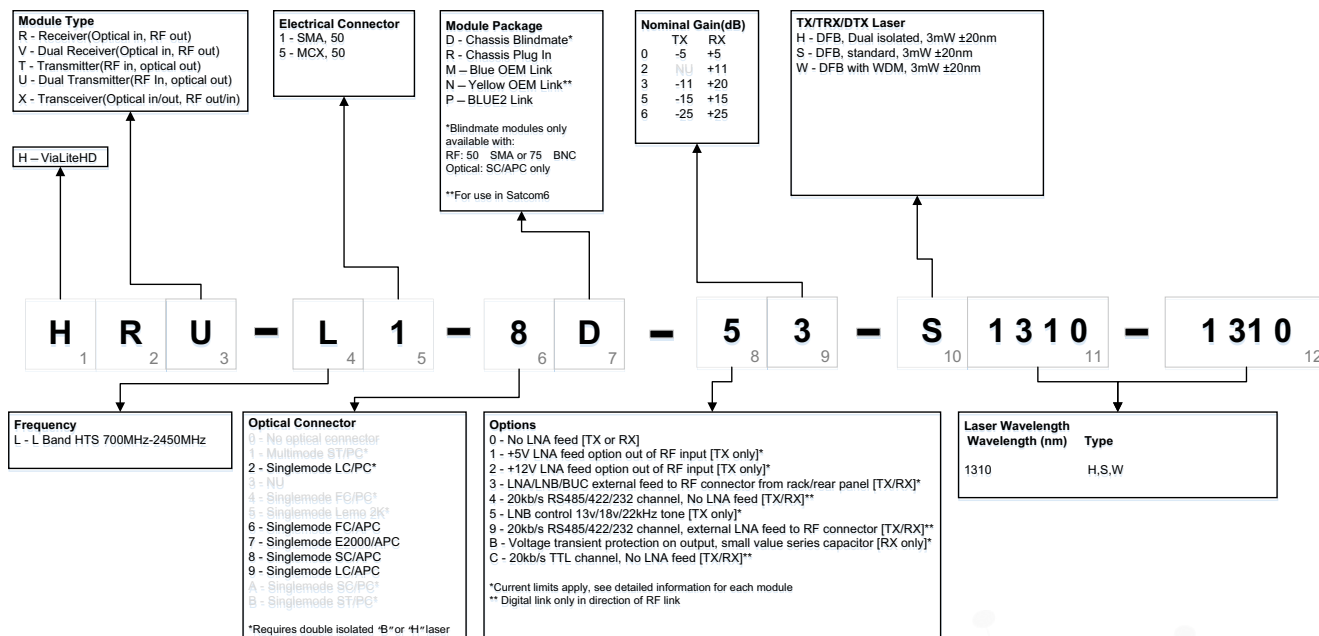 Module Type
R - Receiver(Optical in, RF out)
V - Dual Receiver(Optical in, RF out)
T - Transmitter(RF in, optical out)
U - Dual Transmitter(RF In, optical out)
X - Transceiver(Optical in/out, RF out/in)
H – ViaLiteHD
Electrical Connector
1 - SMA, 50
5 - MCX, 50
Module Package
D - Chassis Blindmate*
R - Chassis Plug In
M – Blue OEM Link
N – Yellow OEM Link**
P – BLUE2 Link
*Blindmate modules only
available with:
RF: 50 SMA or 75 BNC
Optical: SC/APC only
**For use in Satcom6
Nominal Gain(dB)
TX RX
0 -5 +5
2 NU +11
3 -11 +20
5 -15 +15
6 -25 +25
TX/TRX/DTX Laser
H - DFB, Dual isolated, 3mW ±20nm
S - DFB, standard, 3mW ±20nm
W - DFB with WDM, 3mW ±20nm
H R U - L 1 - 8 D - 5 3 - S 1 3 1 0 - 1 31 0
1 2 3 4 5 6 7 8 9 10 11 12
Frequency
L - L Band HTS 700MHz-2450MHz
Optical Connector
0 - No optical connector
1 - Multimode ST/PC*
2 - Singlemode LC/PC*
3 - NU
4 - Singlemode FC/PC*
5 - Singlemode Lemo 2K*
6 - Singlemode FC/APC
7 - Singlemode E2000/APC
8 - Singlemode SC/APC
9 - Singlemode LC/APC
A - Singlemode SC/PC*
B - Singlemode ST/PC*
*Requires double isolated “B” or “H” laser
Options
0 - No LNA feed [TX or RX]
1 - +5V LNA feed option out of RF input [TX only]*
2 - +12V LNA feed option out of RF input [TX only]*
3 - LNA/LNB/BUC external feed to RF connector from rack/rear panel [TX/RX]*
4 - 20kb/s RS485/422/232 channel, No LNA feed [TX/RX]**
5 - LNB control 13v/18v/22kHz tone [TX only]*
9 - 20kb/s RS485/422/232 channel, external LNA feed to RF connector [TX/RX]**
B - Voltage transient protection on output, small value series capacitor [RX only]*
C - 20kb/s TTL channel, No LNA feed [TX/RX]**
*Current limits apply, see detailed information for each module
** Digital link only in direction of RF link
Laser Wavelength
Wavelength (nm) Type
1310 H,S,W